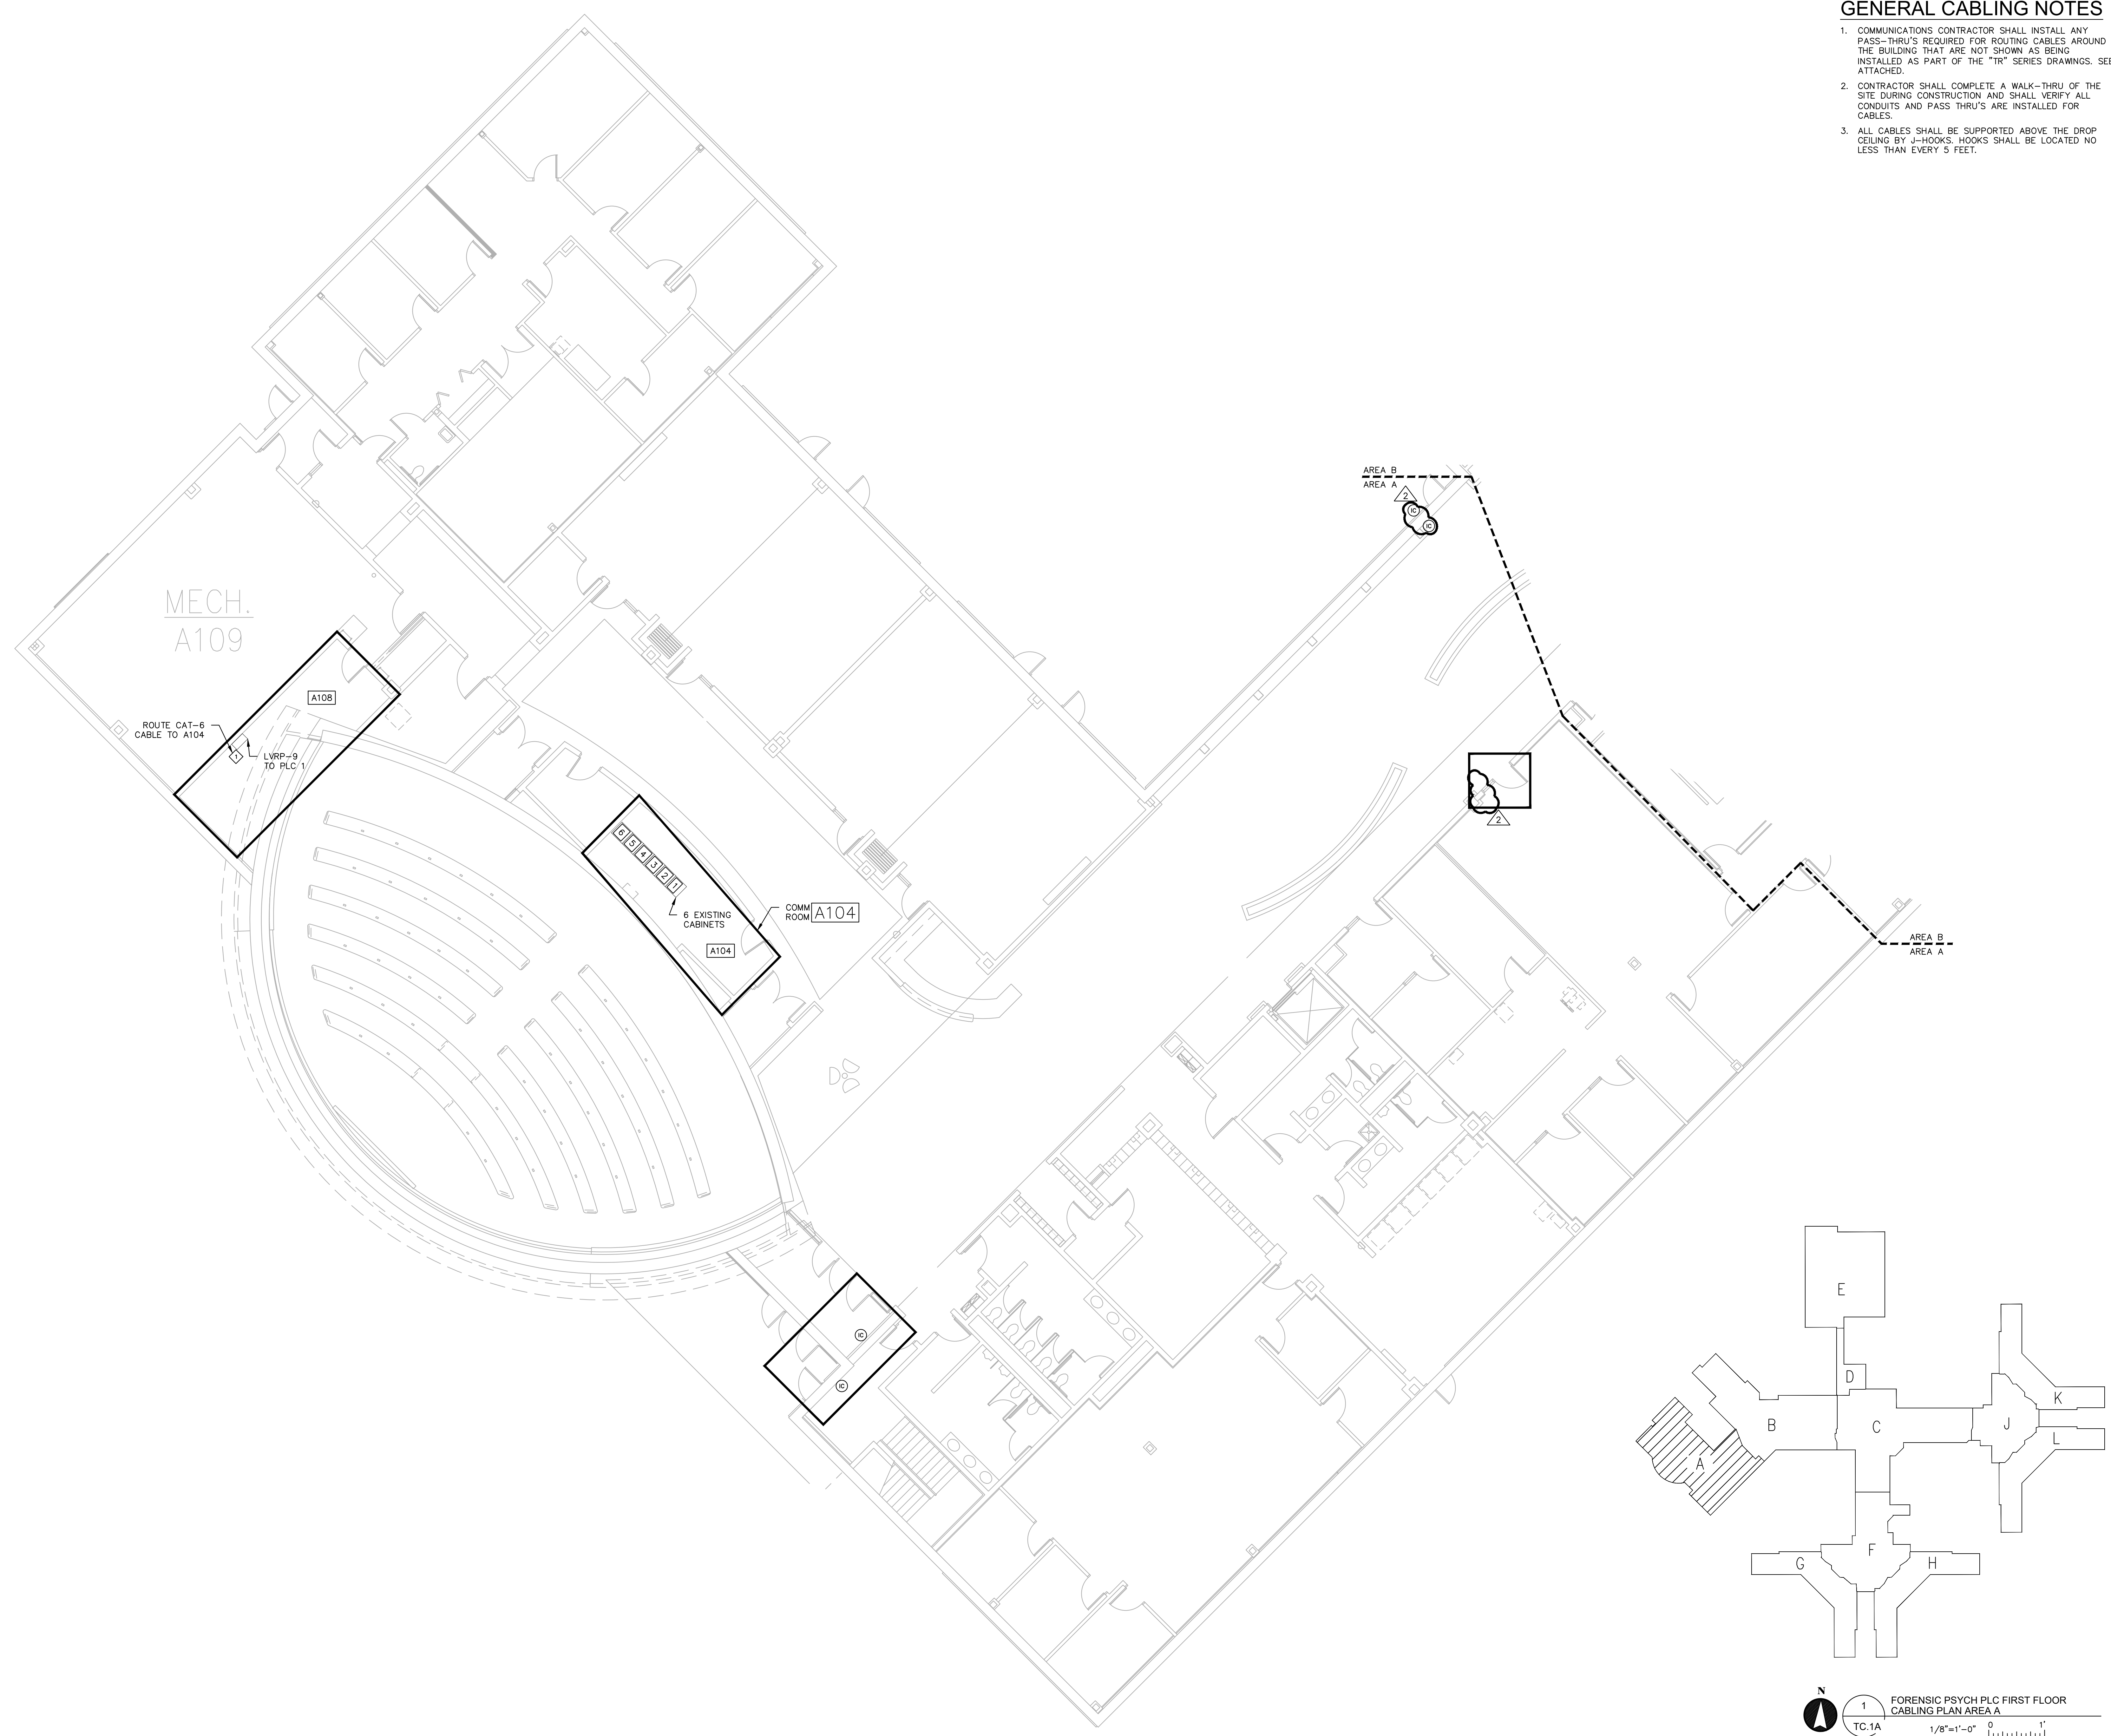 GENERAL CABLING NOTES
1. COMMUNICATIONS CONTRACTOR SHALL INSTALL ANY
PASS-THRU'S REQUIRED FOR ROUTING CABLES AROUND
THE BUILDING THAT ARE NOT SHOWN AS BEING
INSTALLED AS PART OF THE "TR" SERIES DRAWINGS. SEE
ATTACHED.
2. CONTRACTOR SHALL COMPLETE A WALK-THRU OF THE
SITE DURING CONSTRUCTION AND SHALL VERIFY ALL
CONDUITS AND PASS THRU'S ARE INSTALLED FOR
CABLES.
3. ALL CABLES SHALL BE SUPPORTED ABOVE THE DROP
CEILING BY J-HOOKS. HOOKS SHALL BE LOCATED NO
LESS THAN EVERY 5 FEET.
AREA B
AREA A
2
IC
IC
MECH.
A109
A108
ROUTE CAT-6
CABLE TO A104
1
LVRP-9
TO PLC 1
2
6 5 4 3 2 1
6 EXISTING
CABINETS
COMM
ROOM A104
A104
AREA B
AREA A
IC
IC
E
D
K
B
C
J
L
A
F
G
H
N
1
TC.1A
FORENSIC PSYCH PLC FIRST FLOOR
CABLING PLAN AREA A
1/8"=1'-0"
0 1'